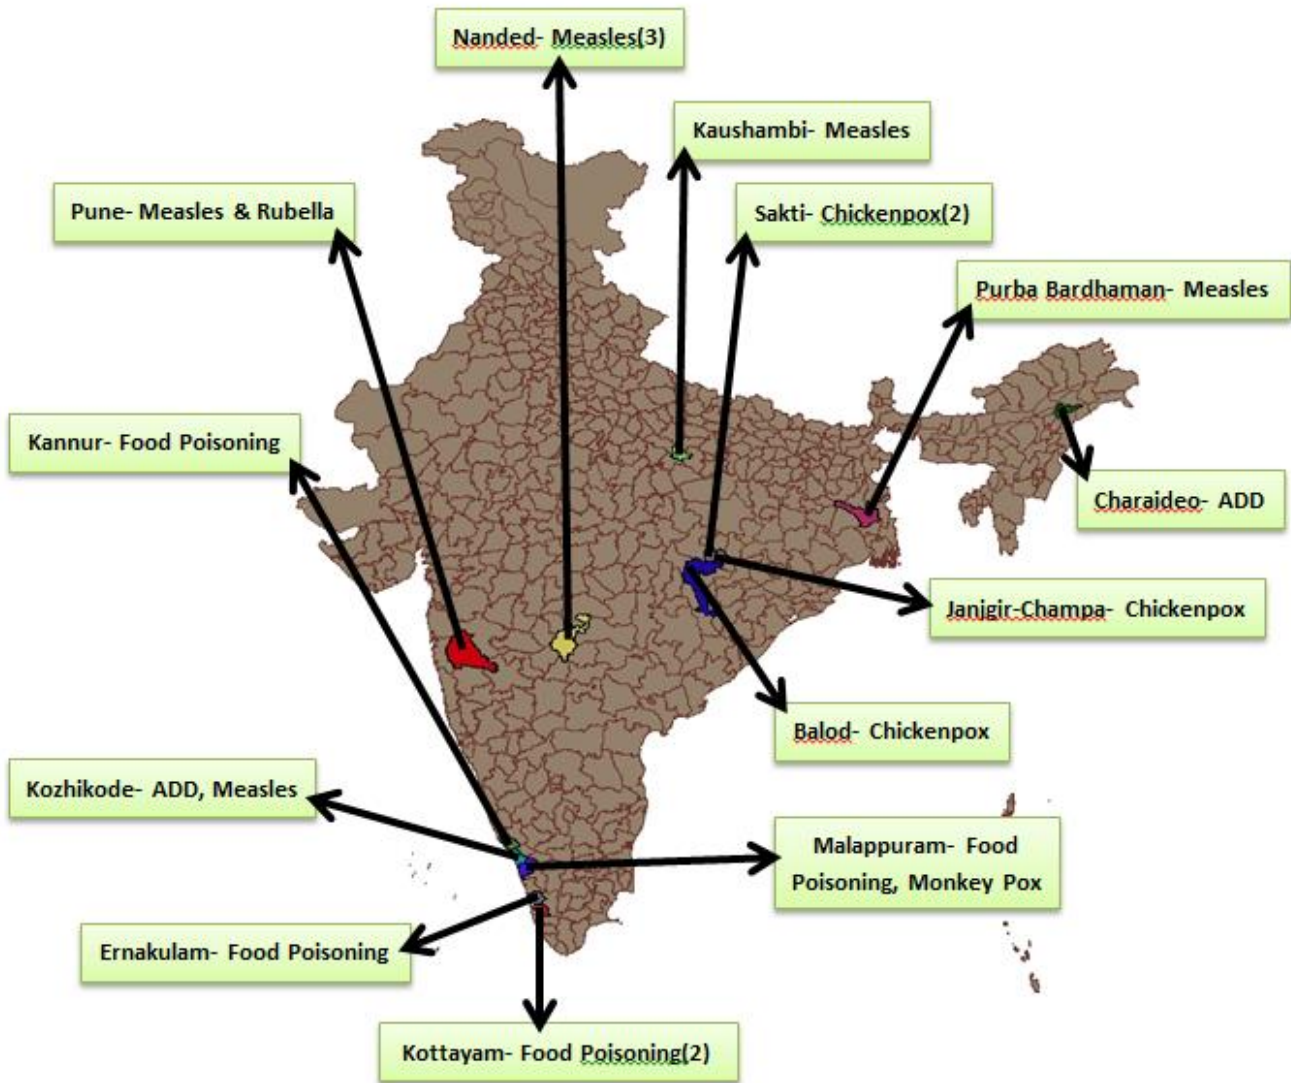 Nanded- Measles(3)
Kaushambi- Measles
Pune- Measles & Rubella
Sakti- Chickenpox(2)
Purba Bardhaman- Measles
Kannur- Food Poisoning
Charaideo- ADD
Janjgir-Champa- Chickenpox
Balod- Chickenpox
Kozhikode- ADD, Measles
Malappuram- Food
Poisoning, Monkey Pox
Ernakulam- Food Poisoning
Kottayam- Food Poisoning(2)